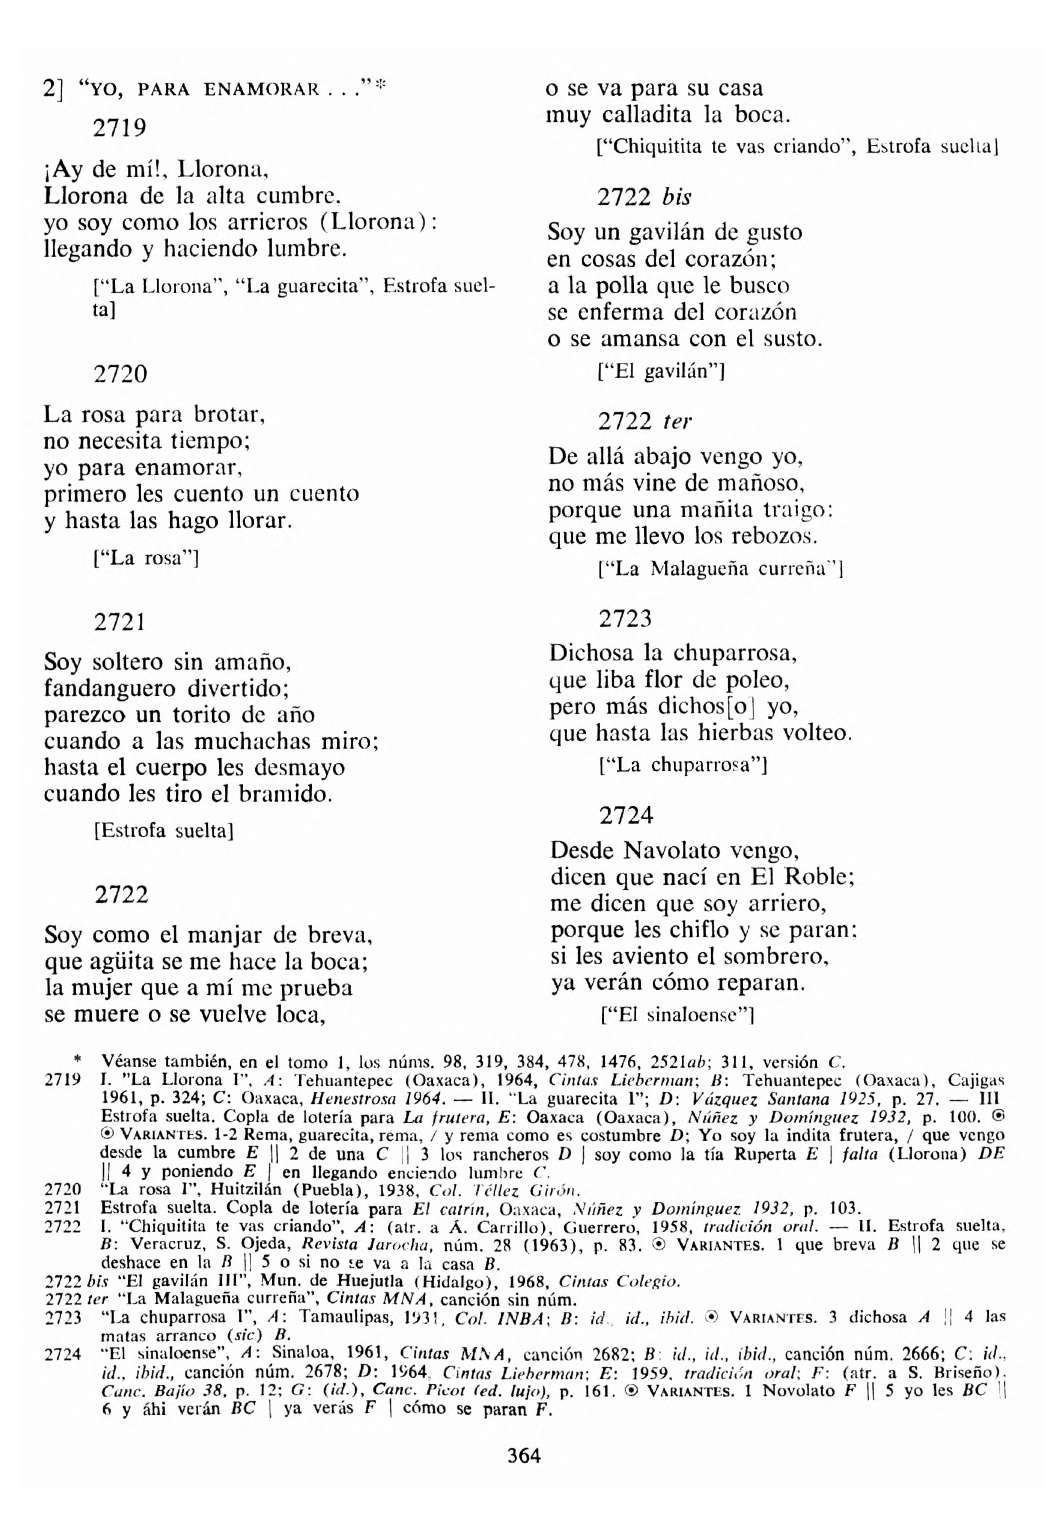 2] “YO, PARA ENAMORAR . . .”*
2719
¡Ay de mí!, Llorona,
Llorona de la alta cumbre.
yo soy como los arrieros (Llorona):
llegando y haciendo lumbre.
[“La Llorona”, “La guarecita”, Estrofa suel-
ta]
2720
La rosa para brotar,
no necesita tiempo;
yo para enamorar,
primero les cuento un cuento
y hasta las hago llorar.
[“La rosa”]
2721
Soy soltero sin amaño,
fandanguero divertido;
parezco un torito de año
cuando a las muchachas miro;
hasta el cuerpo les desmayo
cuando les tiro el bramido.
[Estrofa suelta]
2722
Soy como el manjar de breva,
que agüita se me hace la boca;
la mujer que a mí me prueba
se muere o se vuelve loca,
o se va para su casa
muy calladita la boca.
[“Chiquitita te vas criando”, Estrofa suelta]
2722 bis
Soy un gavilán de gusto
en cosas del corazón;
a la polla que le busco
se enferma del corazón
o se amansa con el susto.
[“El gavilán”]
2722 ter
De allá abajo vengo yo,
no más vine de mañoso,
porque una mañita traigo:
que me llevo los rebozos.
[“La Malagueña curreña”]
2723
Dichosa la chuparrosa,
que liba flor de poleo,
pero más dichos[o] yo,
que hasta las hierbas volteo.
[“La chuparrosa”]
2724
Desde Navolato vengo,
dicen que nací en El Roble;
me dicen que soy arriero,
porque les chiflo y se paran:
si les aviento el sombrero,
ya verán cómo reparan.
[“El sinaloense”]
* Véanse también, en el tomo 1, los núms. 98, 319, 384, 478, 1476, 2521ab; 311, versión C.
2719 I. "La Llorona I", A: Tehuantepec (Oaxaca), 1964, Cintas Lieberman; B: Tehuantepec (Oaxaca), Cajigas
1961, p. 324; C: Oaxaca, Henestrosa 1964. — II. “La guarecita I”; D: Vázquez Santana 1925, p. 27. — III
Estrofa suelta. Copla de lotería para La frutera, E: Oaxaca (Oaxaca), Núñez y Domínguez 1932, p. 100. ⦿
⦿ VARIANTES. 1-2 Rema, guarecita, rema, / y rema como es costumbre D; Yo soy la indita frutera, / que vengo
desde la cumbre E || 2 de una C || 3 los rancheros D | soy como la tía Ruperta E | falta (Llorona) DE
|| 4 y poniendo E | en llegando enciendo lumbre C.
2720 “La rosa I”, Huitzilán (Puebla), 1938, Col. Téllez Girón.
2721 Estrofa suelta. Copla de lotería para El catrín, Oaxaca, Núñez y Domínguez 1932, p. 103.
2722 I. “Chiquitita te vas criando”, A: (atr. a Á. Carrillo), Guerrero, 1958, tradición oral. — II. Estrofa suelta,
B: Veracruz, S. Ojeda, Revista Jarocha, núm. 28 (1963), p. 83. ⦿ VARIANTES. 1 que breva B || 2 que se
deshace en la B || 5 o si no se va a la casa B.
2722 bis “El gavilán III”, Mun. de Huejutla (Hidalgo), 1968, Cintas Colegio.
2722 ter “La Malagueña curreña”, Cintas MNA, canción sin núm.
2723 “La chuparrosa I”, A: Tamaulipas, 1931, Col. INBA; B: id., id., ibid. ⦿ VARIANTES. 3 dichosa A || 4 las
matas arranco (sic) B.
2724 “El sinaloense”, A: Sinaloa, 1961, Cintas MNA, canción 2682; B: id., id., ibid., canción núm. 2666; C: id.,
id., ibid., canción núm. 2678; D: 1964, Cintas Lieberman; E: 1959, tradición oral; F: (atr. a S. Briseño),
Canc. Bajío 38, p. 12; G: (id.), Canc. Picot (ed. lujo), p. 161. ⦿ VARIANTES. 1 Novolato F || 5 yo les BC ||
6 y áhi verán BC | ya verás F | cómo se paran F.
364